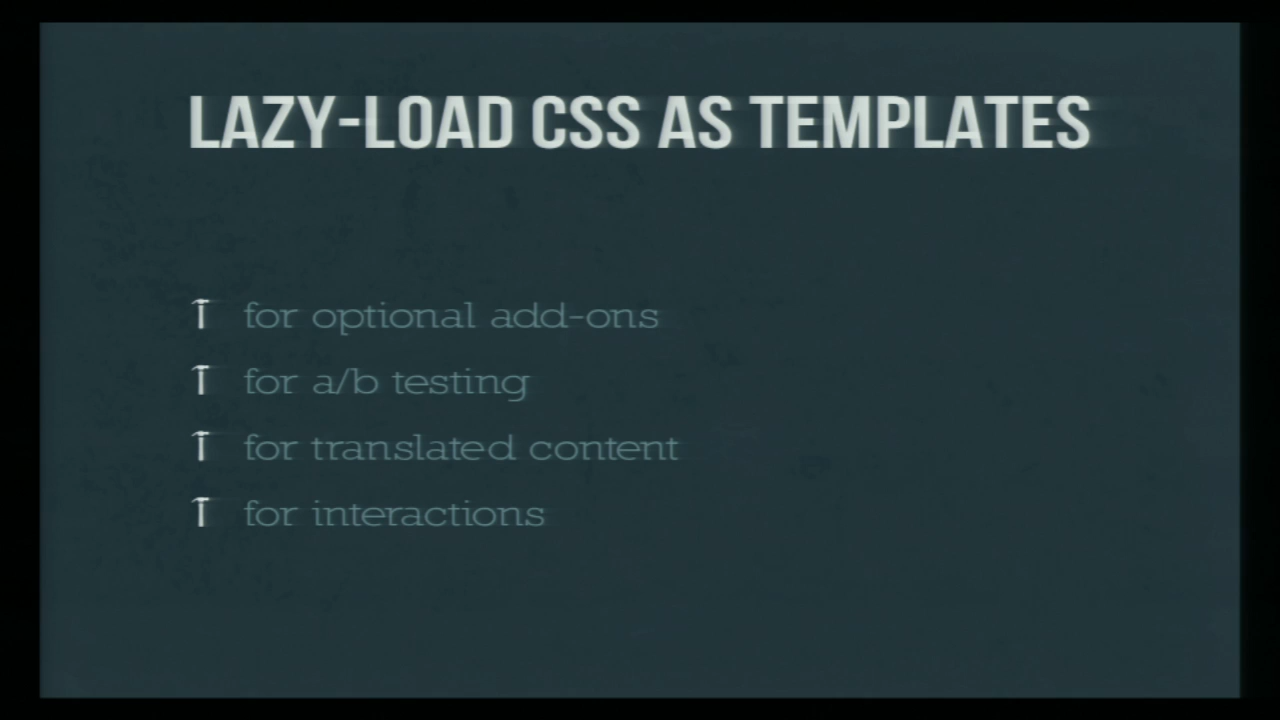 LAZY-LOAD CSS AS TEMPLATES
for optional add-ons
for a/b testing
for translated content
for interactions